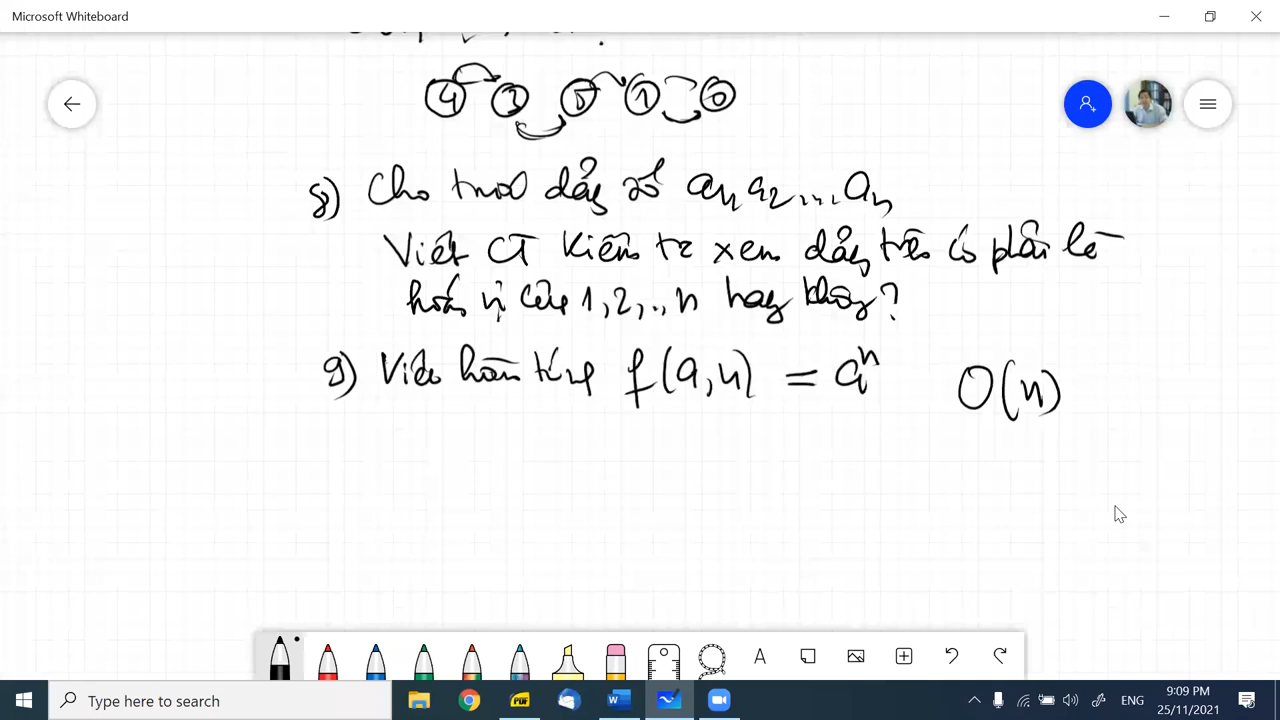 Microsoft Whiteboard
4 3 5 1 0
8) Cho trước dãy số a1, a2, ..., an
Viết CT kiểm tra xem dãy trên có phải là
hoán vị của 1, 2, .., n hay không?
9) Viết hàm tính f(a, n) = a^n O(n)
A
Type here to search
PDF
W
ENG
9:09 PM
25/11/2021